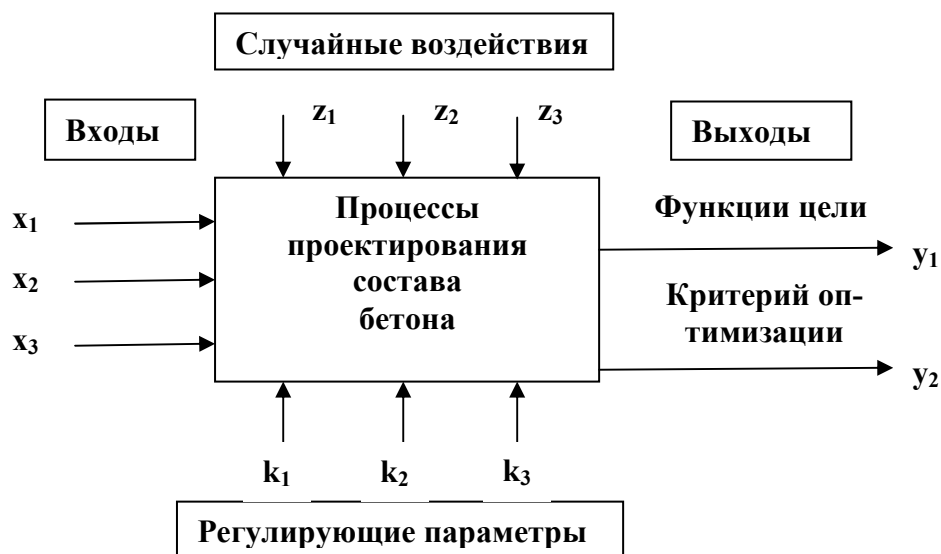 Случайные воздействия
Входы
z1
z2
z3
Выходы
x1
x2
x3
Процессы
проектирования
состава
бетона
Функции цели
y1
Критерий оп-
тимизации
y2
k1
k2
k3
Регулирующие параметры